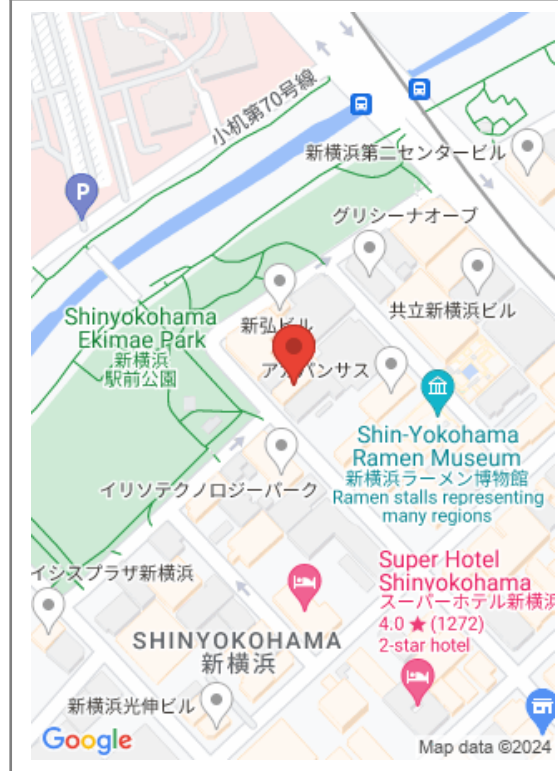 小机第70号線
新横浜第二センタービル
グリシーナオーブ
Shinyokohama
Ekimae Park
新横浜
駅前公園
新弘ビル
共立新横浜ビル
Shin-Yokohama
Ramen Museum
新横浜ラーメン博物館
Ramen stalls representing
many regions
イリソテクノロジーパーク
イシスプラザ新横浜
Super Hotel
Shinyokohama
スーパーホテル新横浜
4.0 ★ (1272)
2-star hotel
SHINYOKOHAMA
新横浜
新横浜光伸ビル
Google
Map data ©2024
P